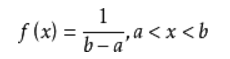 f(x) = 1/(b − a), a < x < b